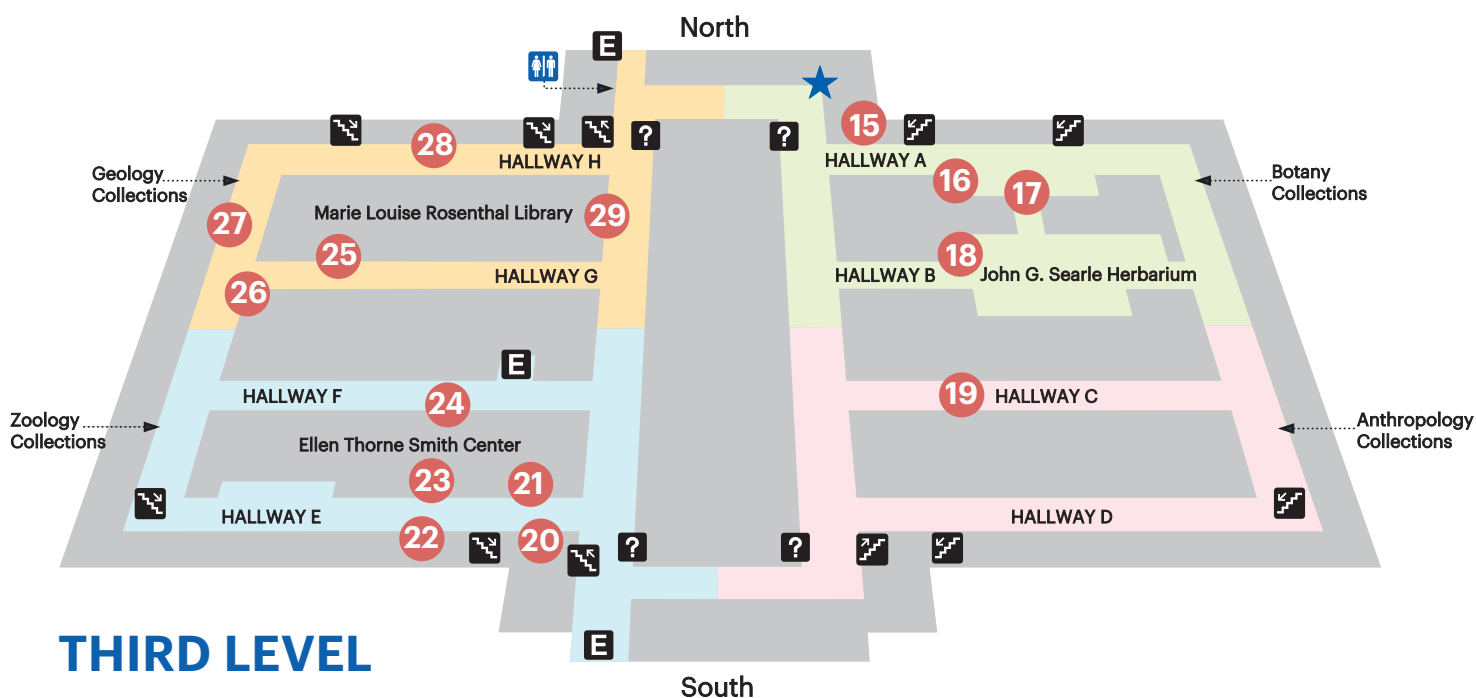 North
E
?
?
15
28
HALLWAY H
HALLWAY A
Geology
Collections
16
17
Botany
Collections
27
Marie Louise Rosenthal Library
29
25
18
HALLWAY G
HALLWAY B
John G. Searle Herbarium
26
E
HALLWAY F
24
19
HALLWAY C
Zoology
Collections
Ellen Thorne Smith Center
Anthropology
Collections
23
21
HALLWAY E
HALLWAY D
22
20
?
?
E
THIRD LEVEL
South